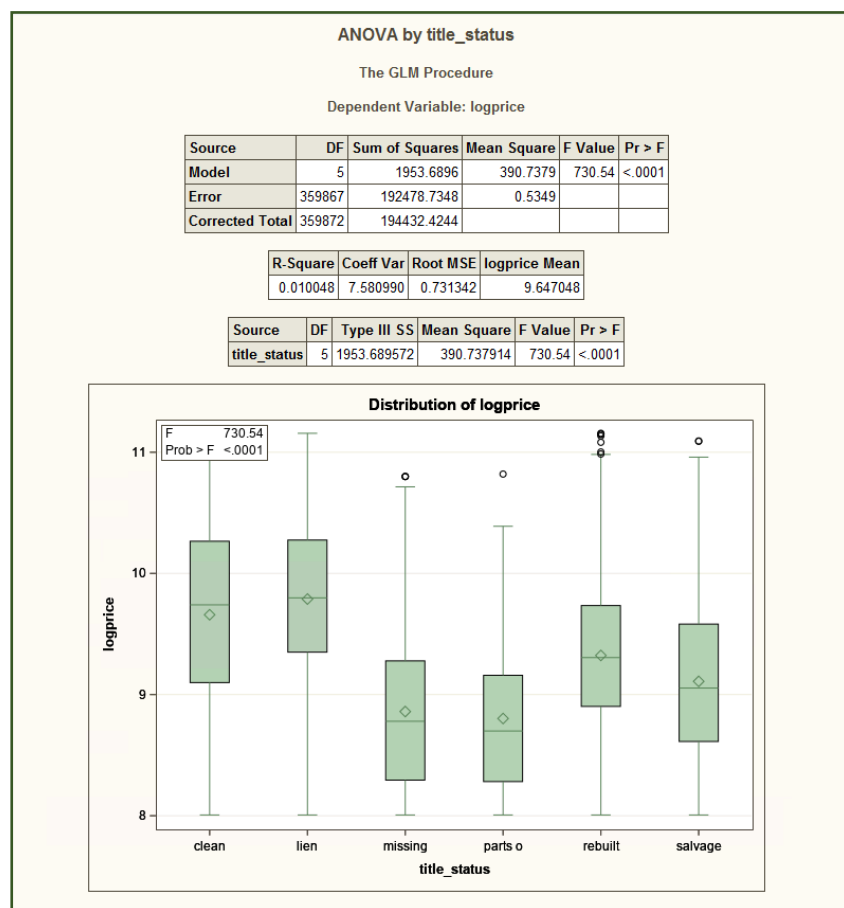 ANOVA by title_status
The GLM Procedure
Dependent Variable: logprice
Source DF Sum of Squares Mean Square F Value Pr > F
Model 5 1953.6896 390.7379 730.54 <.0001
Error 359867 192478.7348 0.5349
Corrected Total 359872 194432.4244
R-Square Coeff Var Root MSE logprice Mean
0.010048 7.580990 0.731342 9.647048
Source DF Type III SS Mean Square F Value Pr > F
title_status 5 1953.689572 390.737914 730.54 <.0001
Distribution of logprice
F 730.54
Prob > F <.0001
11
10
9
8
logprice
clean lien missing parts o rebuilt salvage
title_status